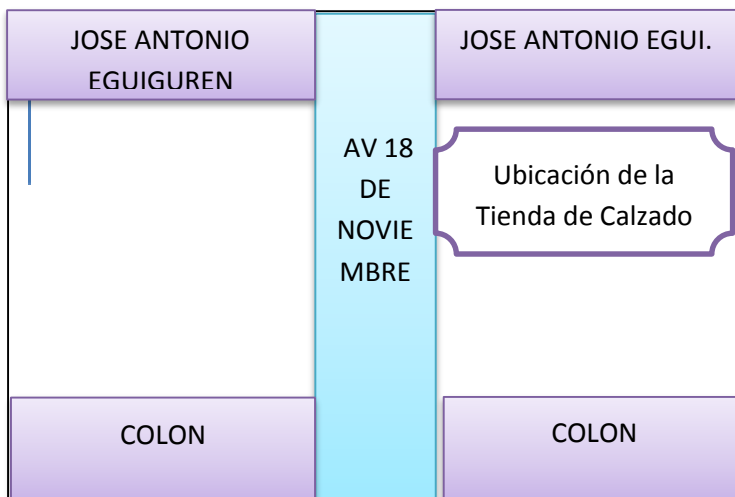 JOSE ANTONIO
EGUIGUREN
JOSE ANTONIO EGUI.
AV 18
DE
NOVIE
MBRE
Ubicación de la
Tienda de Calzado
COLON
COLON